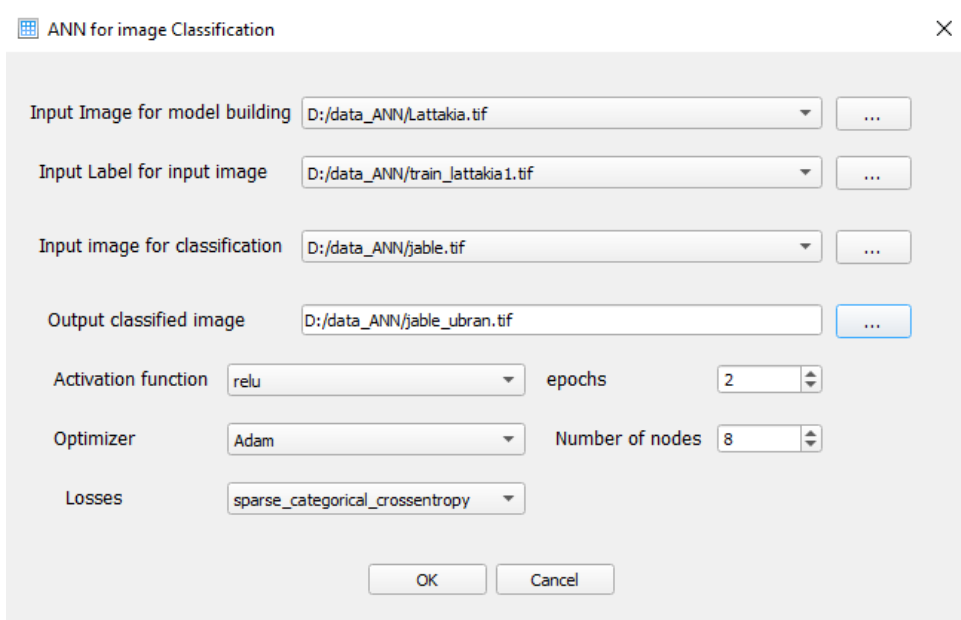 ANN for image Classification
Input Image for model building D:/data_ANN/Lattakia.tif ...
Input Label for input image D:/data_ANN/train_lattakia1.tif ...
Input image for classification D:/data_ANN/jable.tif ...
Output classified image D:/data_ANN/jable_ubran.tif ...
Activation function relu epochs 2
Optimizer Adam Number of nodes 8
Losses sparse_categorical_crossentropy
OK Cancel